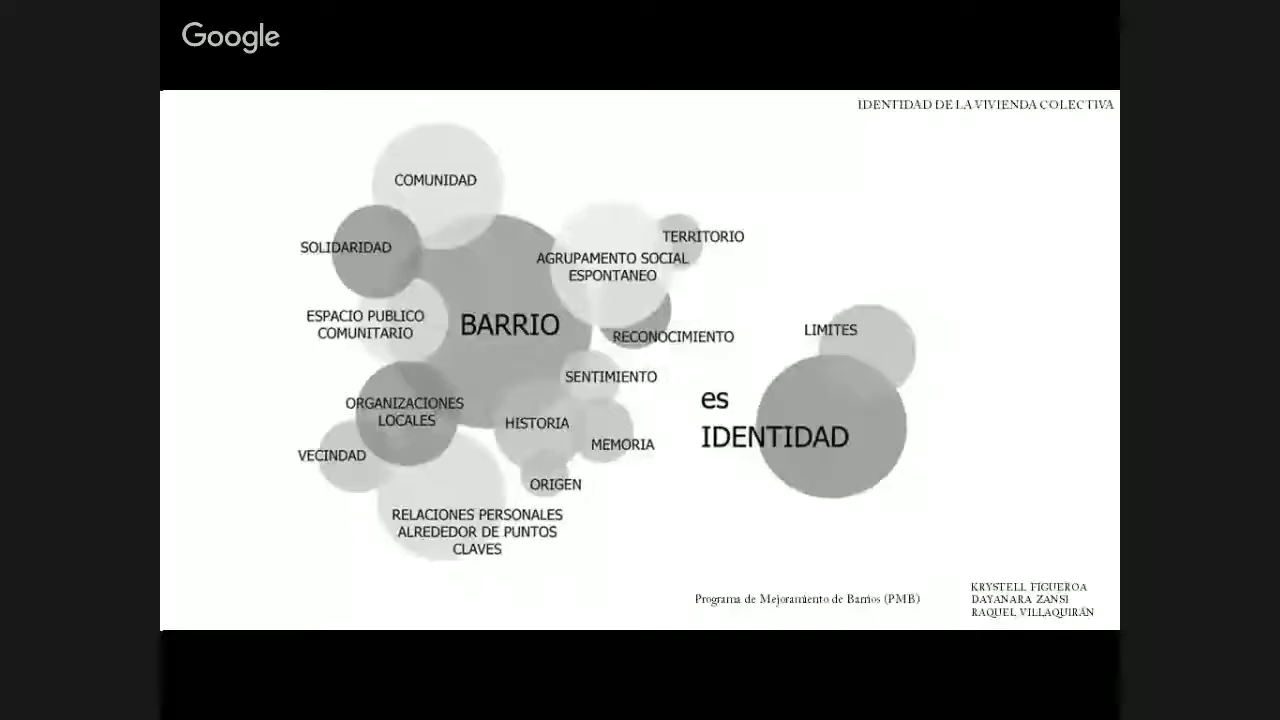 Google
IDENTIDAD DE LA VIVIENDA COLECTIVA
COMUNIDAD
SOLIDARIDAD
TERRITORIO
AGRUPAMENTO SOCIAL
ESPONTANEO
ESPACIO PUBLICO
COMUNITARIO
BARRIO
RECONOCIMIENTO
LIMITES
SENTIMIENTO
ORGANIZACIONES
LOCALES
HISTORIA
MEMORIA
es
IDENTIDAD
VECINDAD
ORIGEN
RELACIONES PERSONALES
ALREDEDOR DE PUNTOS
CLAVES
Programa de Mejoramiento de Barrios (PMB)
KRYSTELL FIGUEROA
DAYANARA ZANSI
RAQUEL VILLAQUIRÁN